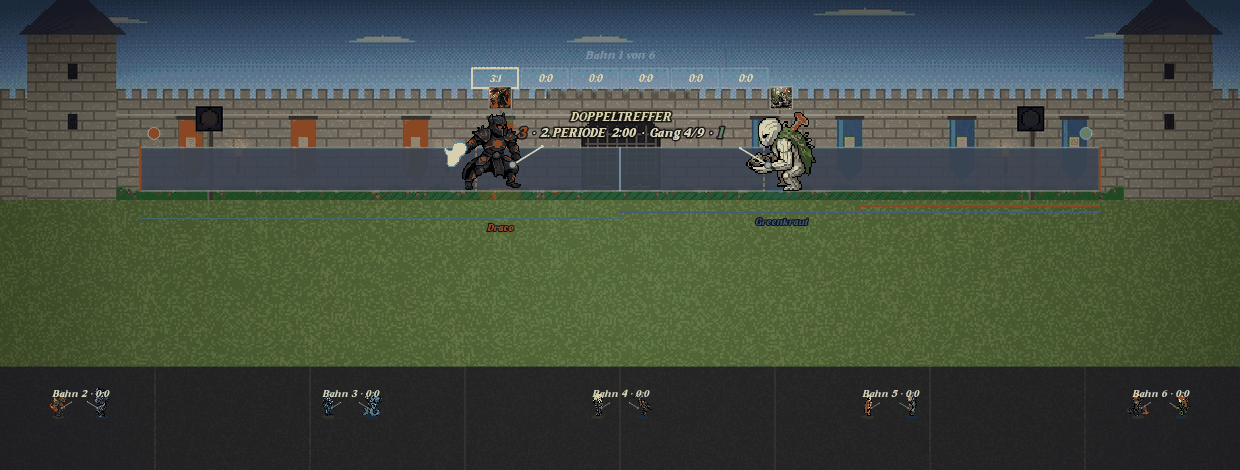 Bahn 1 von 6
3:1 0:0 0:0 0:0 0:0 0:0
DOPPELTREFFER
3 · 2. PERIODE 2:00 · Gang 4/9 · 1
Draco Greenkraut
Bahn 2 · 0:0 Bahn 3 · 0:0 Bahn 4 · 0:0 Bahn 5 · 0:0 Bahn 6 · 0:0